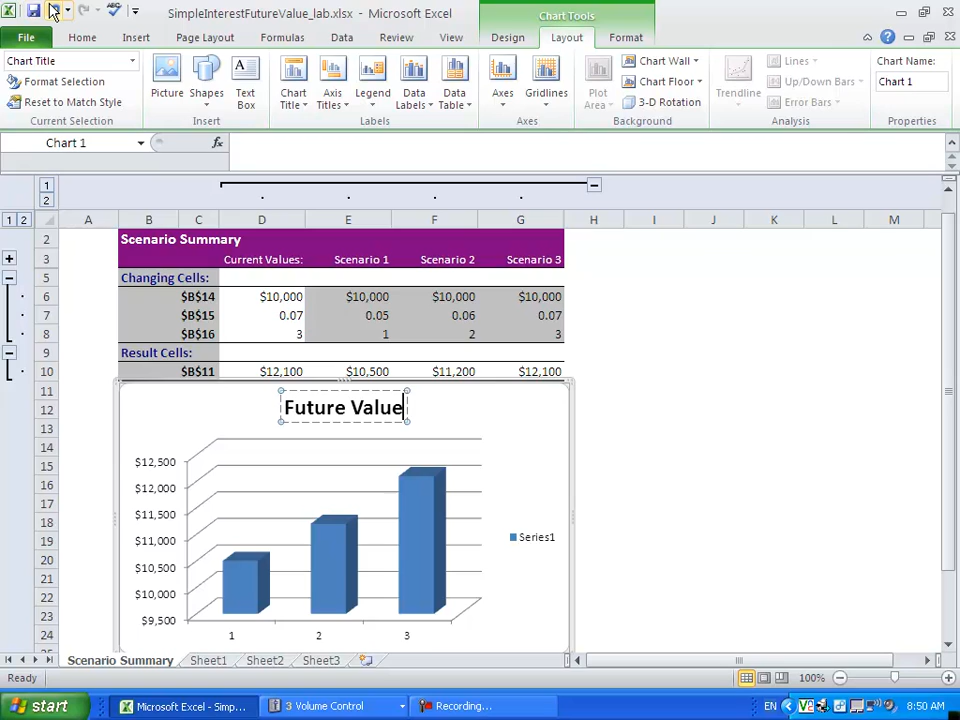 SimpleInterestFutureValue_lab.xlsx - Microsoft Excel
Chart Tools
File Home Insert Page Layout Formulas Data Review View Design Layout Format
Chart Title
Format Selection
Reset to Match Style
Current Selection
Picture Shapes Text Box
Insert
Chart Title Axis Titles Legend Data Labels Data Table
Labels
Axes Gridlines
Axes
Plot Area
Chart Wall
Chart Floor
3-D Rotation
Background
Trendline
Lines
Up/Down Bars
Error Bars
Analysis
Chart Name:
Chart 1
Properties
Chart 1 fx
1
2
1 2 A B C D E F G H I J K L M
2 Scenario Summary
3 Current Values: Scenario 1 Scenario 2 Scenario 3
5 Changing Cells:
6 $B$14 $10,000 $10,000 $10,000 $10,000
7 $B$15 0.07 0.05 0.06 0.07
8 $B$16 3 1 2 3
9 Result Cells:
10 $B$11 $12,100 $10,500 $11,200 $12,100
11
12 Future Value
13
14
15 $12,500
16 $12,000
17
18 $11,500
19 $11,000 Series1
20
21 $10,500
22 $10,000
23 $9,500
24 1 2 3
Scenario Summary Sheet1 Sheet2 Sheet3
Ready 100%
start Microsoft Excel - Simp... 3 Volume Control Recording... EN 8:50 AM